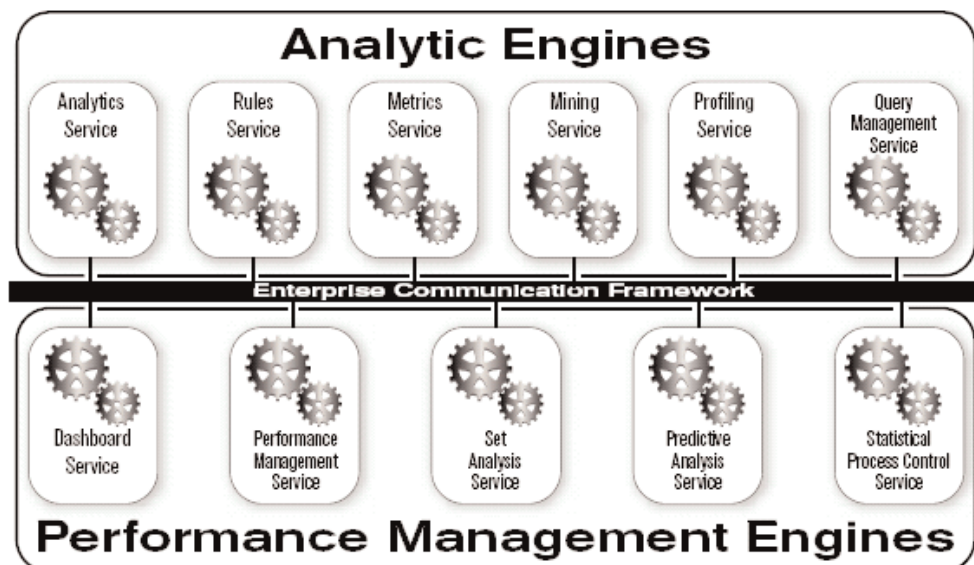 Analytic Engines
Analytics
Service
Rules
Service
Metrics
Service
Mining
Service
Profiling
Service
Query
Management
Service
Enterprise Communication Framework
Dashboard
Service
Performance
Management
Service
Set
Analysis
Service
Predictive
Analysis
Service
Statistical
Process Control
Service
Performance Management Engines